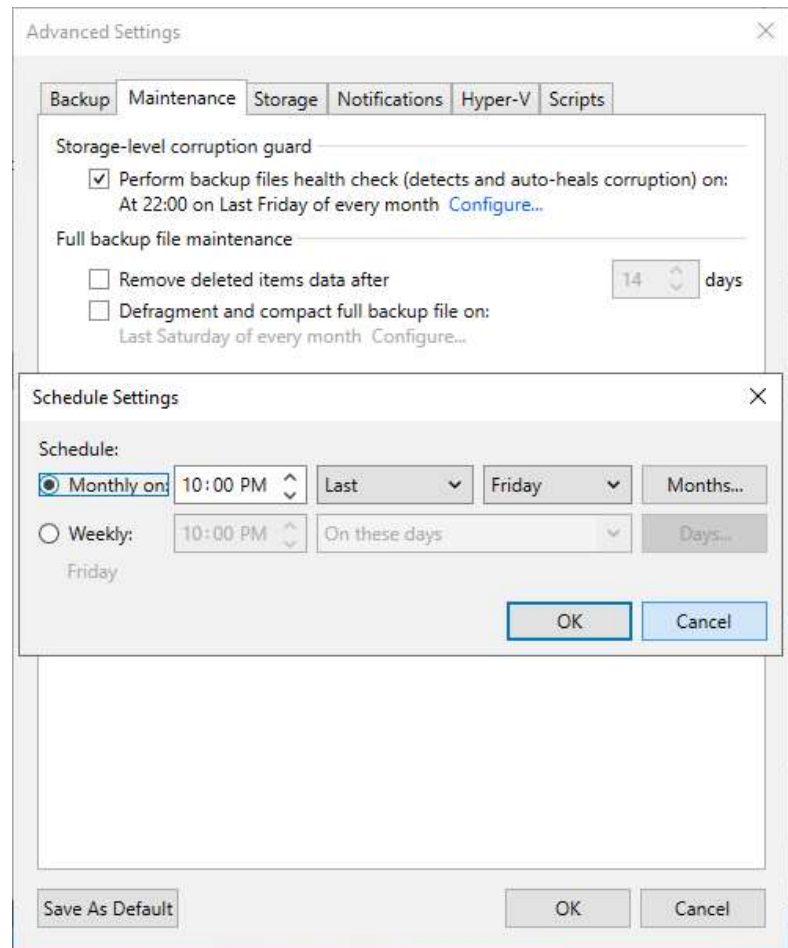 Advanced Settings
Backup Maintenance Storage Notifications Hyper-V Scripts
Storage-level corruption guard
Perform backup files health check (detects and auto-heals corruption) on:
At 22:00 on Last Friday of every month Configure...
Full backup file maintenance
Remove deleted items data after 14 days
Defragment and compact full backup file on:
Last Saturday of every month Configure...
Schedule Settings
Schedule:
Monthly on: 10:00 PM Last Friday Months...
Weekly: 10:00 PM On these days Days...
Friday
OK Cancel
Save As Default OK Cancel